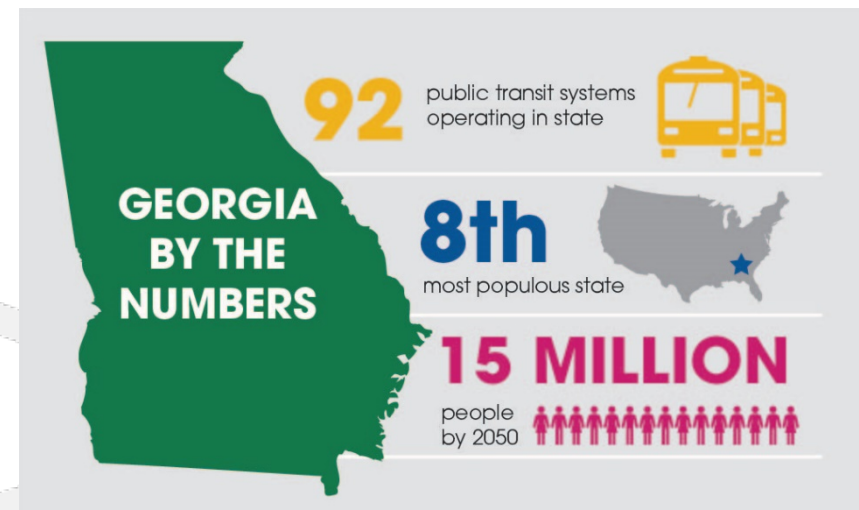 GEORGIA
BY THE
NUMBERS
92
public transit systems
operating in state
8th
most populous state
15 MILLION
people
by 2050